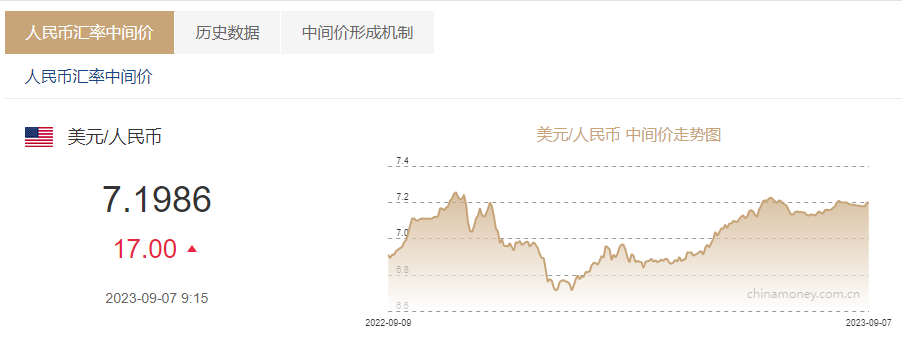 人民币汇率中间价 历史数据 中间价形成机制
人民币汇率中间价
美元/人民币
7.1986
17.00
2023-09-07 9:15
美元/人民币 中间价走势图
7.4
7.2
7.0
6.8
6.6
chinamoney.com.cn
2022-09-09 2023-09-07